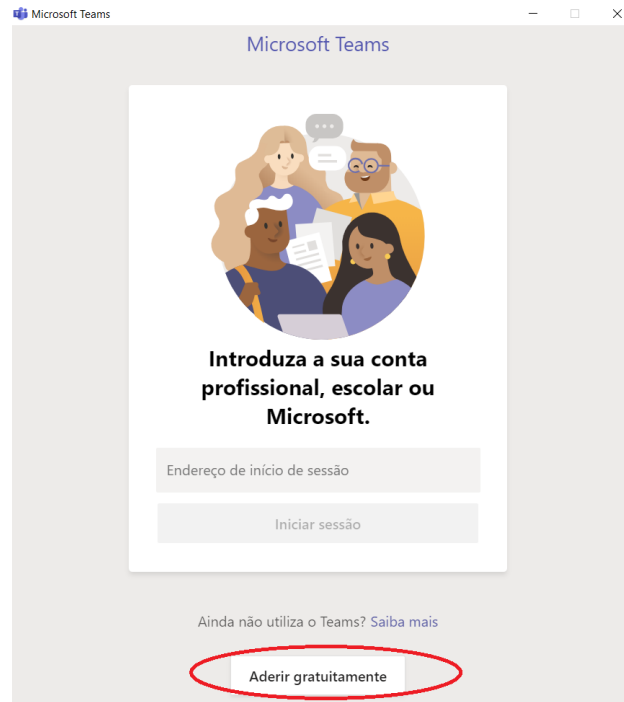 Microsoft Teams
Microsoft Teams
Introduza a sua conta
profissional, escolar ou
Microsoft.
Endereço de início de sessão
Iniciar sessão
Ainda não utiliza o Teams? Saiba mais
Aderir gratuitamente